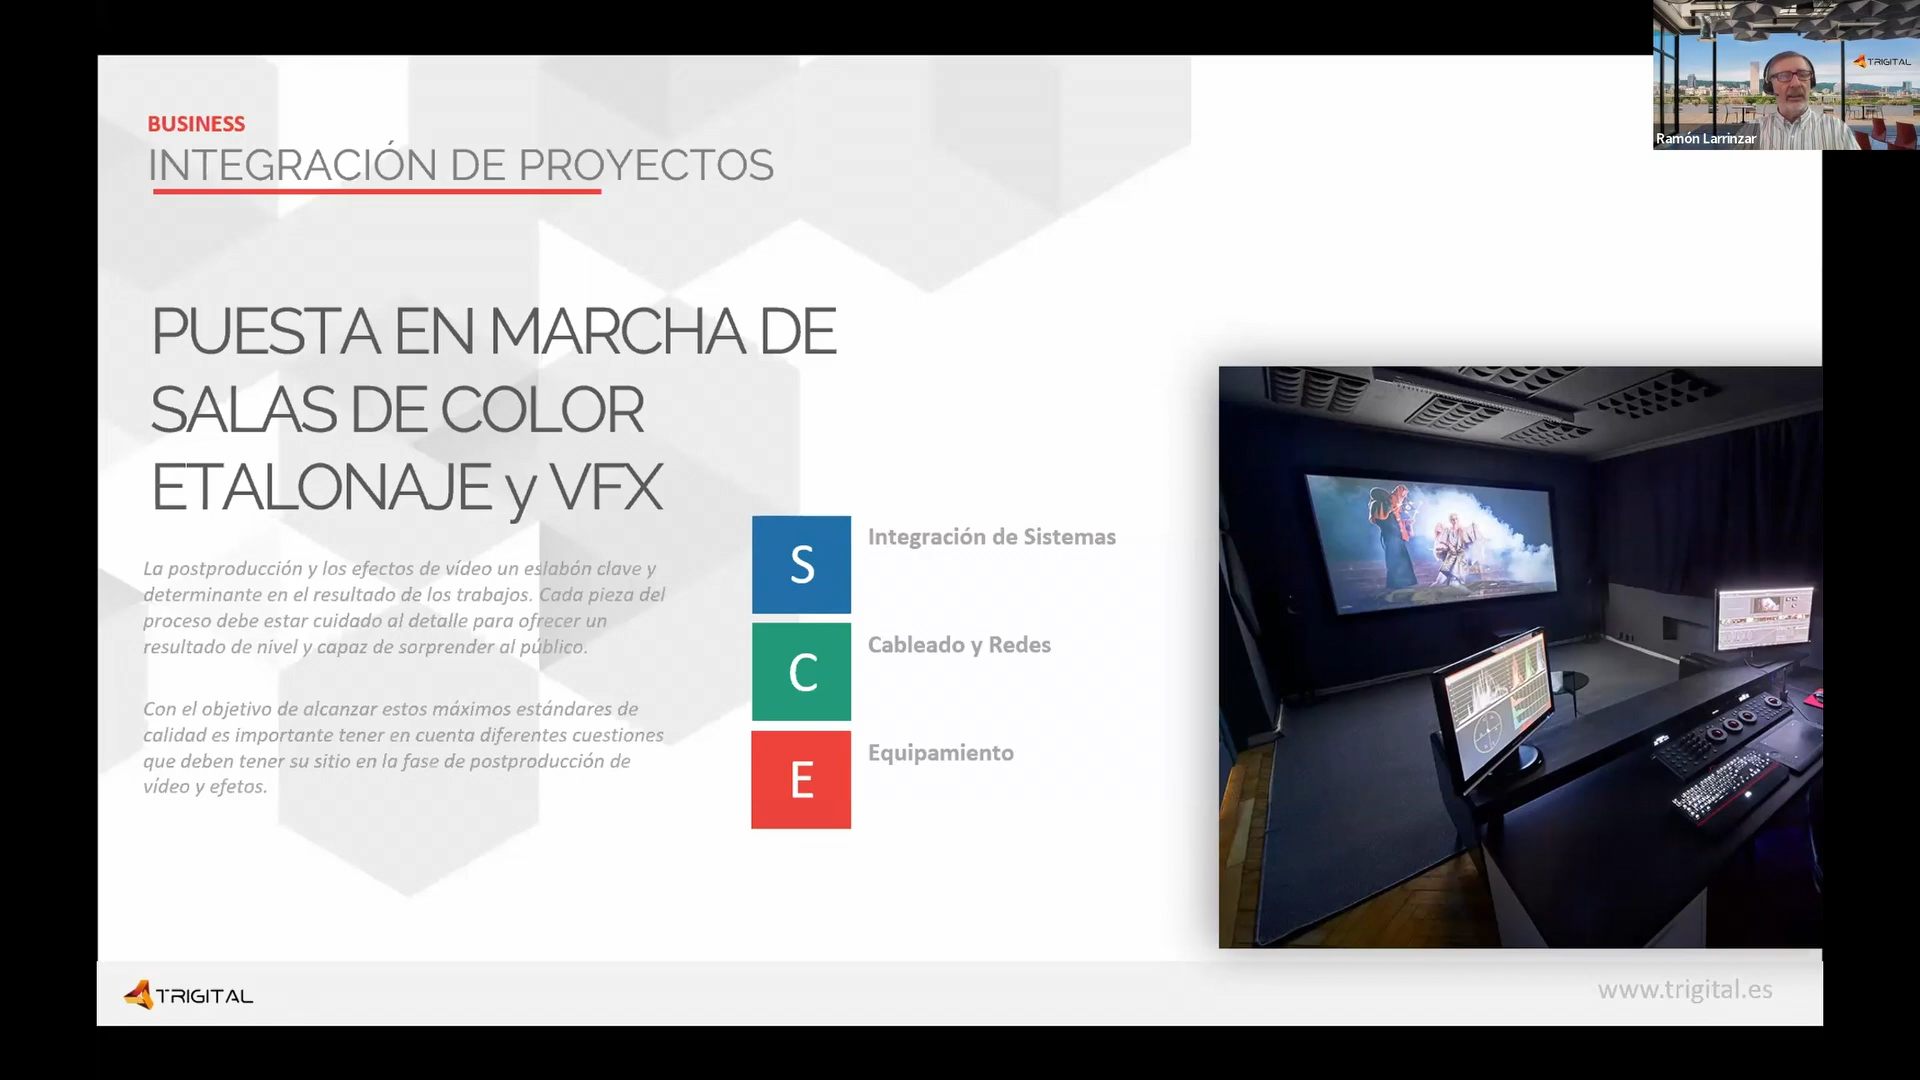 BUSINESS
INTEGRACIÓN DE PROYECTOS
PUESTA EN MARCHA DE
SALAS DE COLOR
ETALONAJE y VFX
La postproducción y los efectos de vídeo un eslabón clave y
determinante en el resultado de los trabajos. Cada pieza del
proceso debe estar cuidado al detalle para ofrecer un
resultado de nivel y capaz de sorprender al público.
Con el objetivo de alcanzar estos máximos estándares de
calidad es importante tener en cuenta diferentes cuestiones
que deben tener su sitio en la fase de postproducción de
vídeo y efetos.
S
Integración de Sistemas
C
Cableado y Redes
E
Equipamiento
TRIGITAL
www.trigital.es
TRIGITAL
Ramón Larrinzar